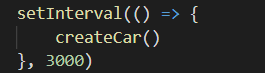 setInterval(() => {
    createCar()
}, 3000)